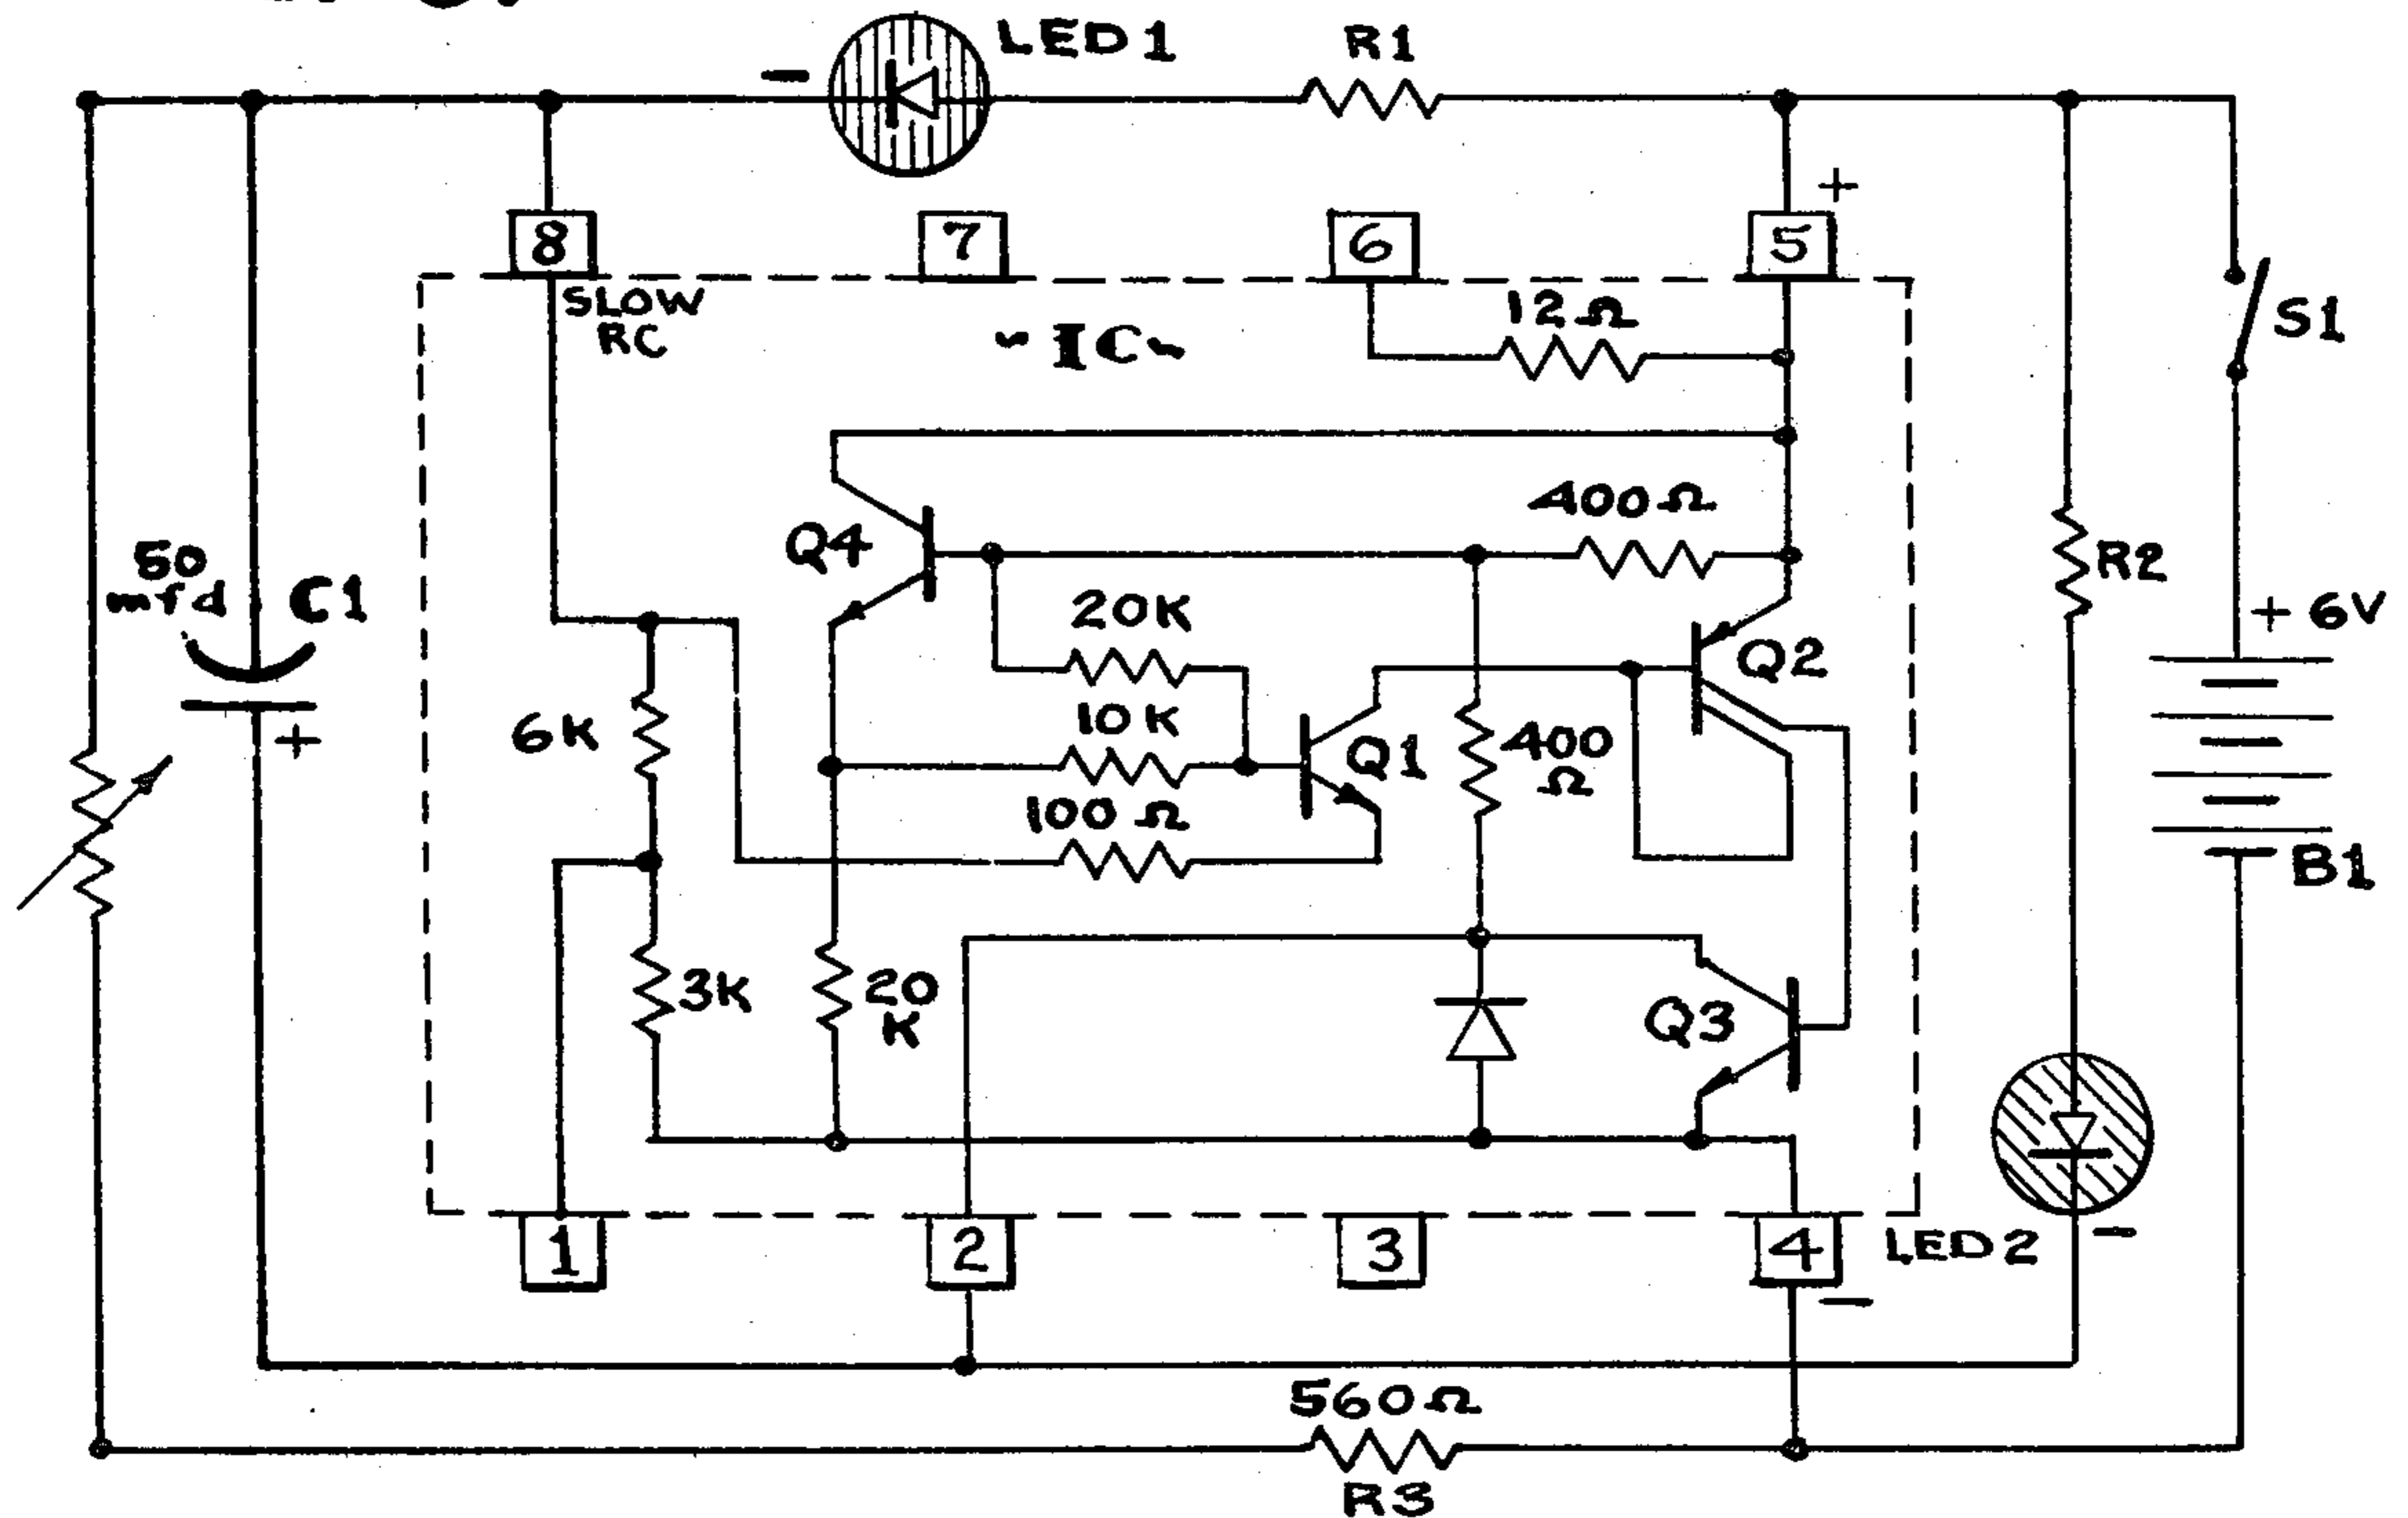 LED1
R1
-
+
8
7
6
5
SLOW
RC
~ IC ~
12Ω
S1
400Ω
Q4
50
mfd
C1
20K
+ 6V
R2
Q2
6K
10K
Q1
400
Ω
+
100Ω
B1
3K
20
K
Q3
1
2
3
4
LED2
-
-
560Ω
R3